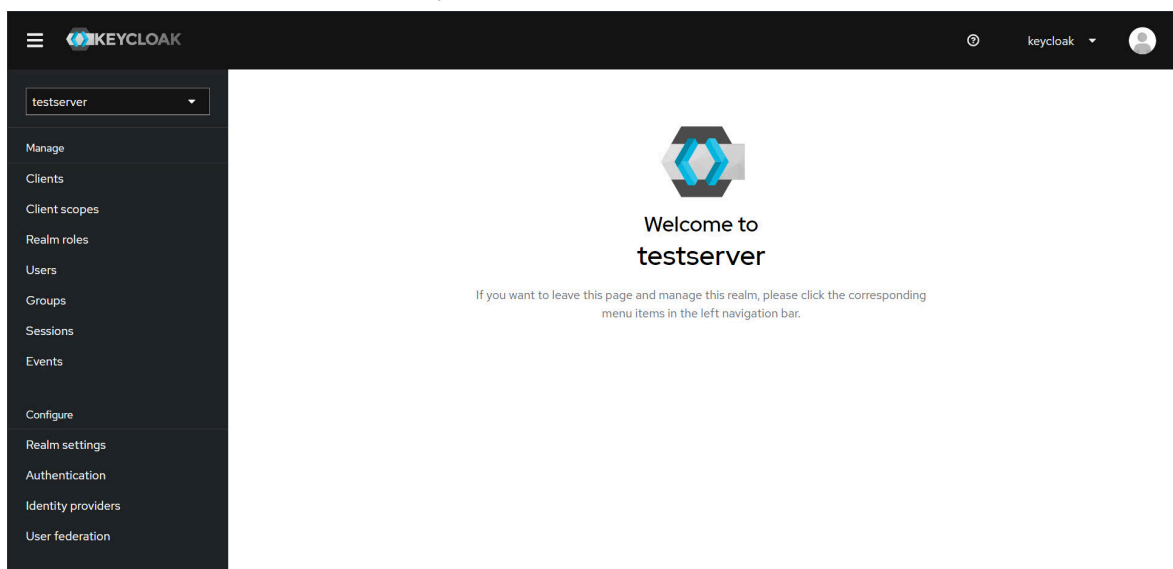 KEYCLOAK
keycloak
testserver
Manage
Clients
Client scopes
Realm roles
Users
Groups
Sessions
Events
Configure
Realm settings
Authentication
Identity providers
User federation
Welcome to
testserver
If you want to leave this page and manage this realm, please click the corresponding
menu items in the left navigation bar.